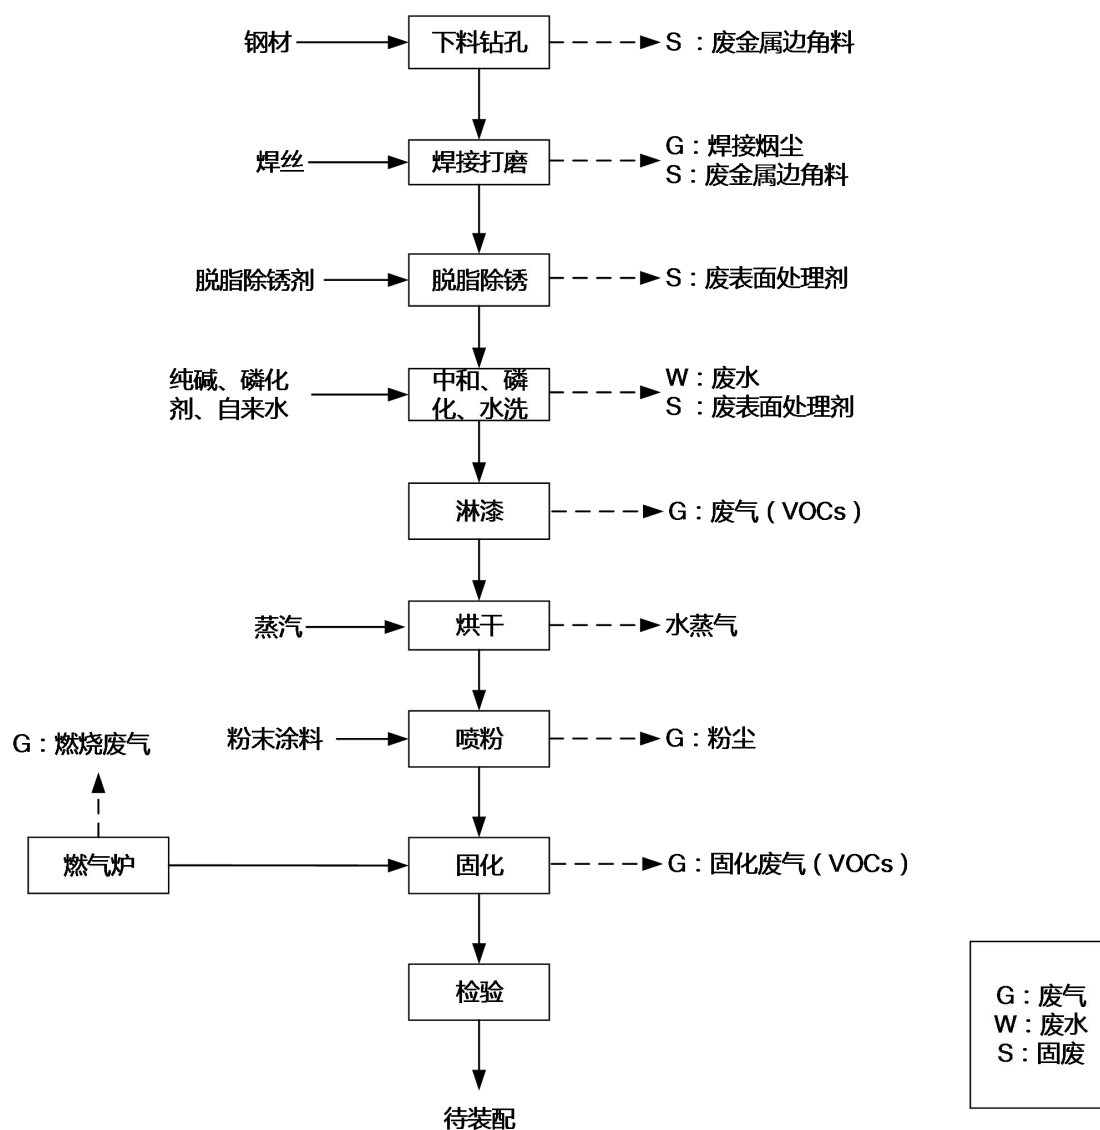 钢材
下料钻孔
S ：废金属边角料
焊丝
焊接打磨
G：焊接烟尘
S：废金属边角料
脱脂除锈剂
脱脂除锈
S：废表面处理剂
纯碱、磷化
剂、自来水
中和、磷
化、水洗
W：废水
S ：废表面处理剂
淋漆
G：废气（VOCs）
蒸汽
烘干
水蒸气
粉末涂料
喷粉
G：粉尘
G：燃烧废气
燃气炉
固化
G：固化废气（VOCs）
检验
待装配
G：废气
W：废水
S：固废